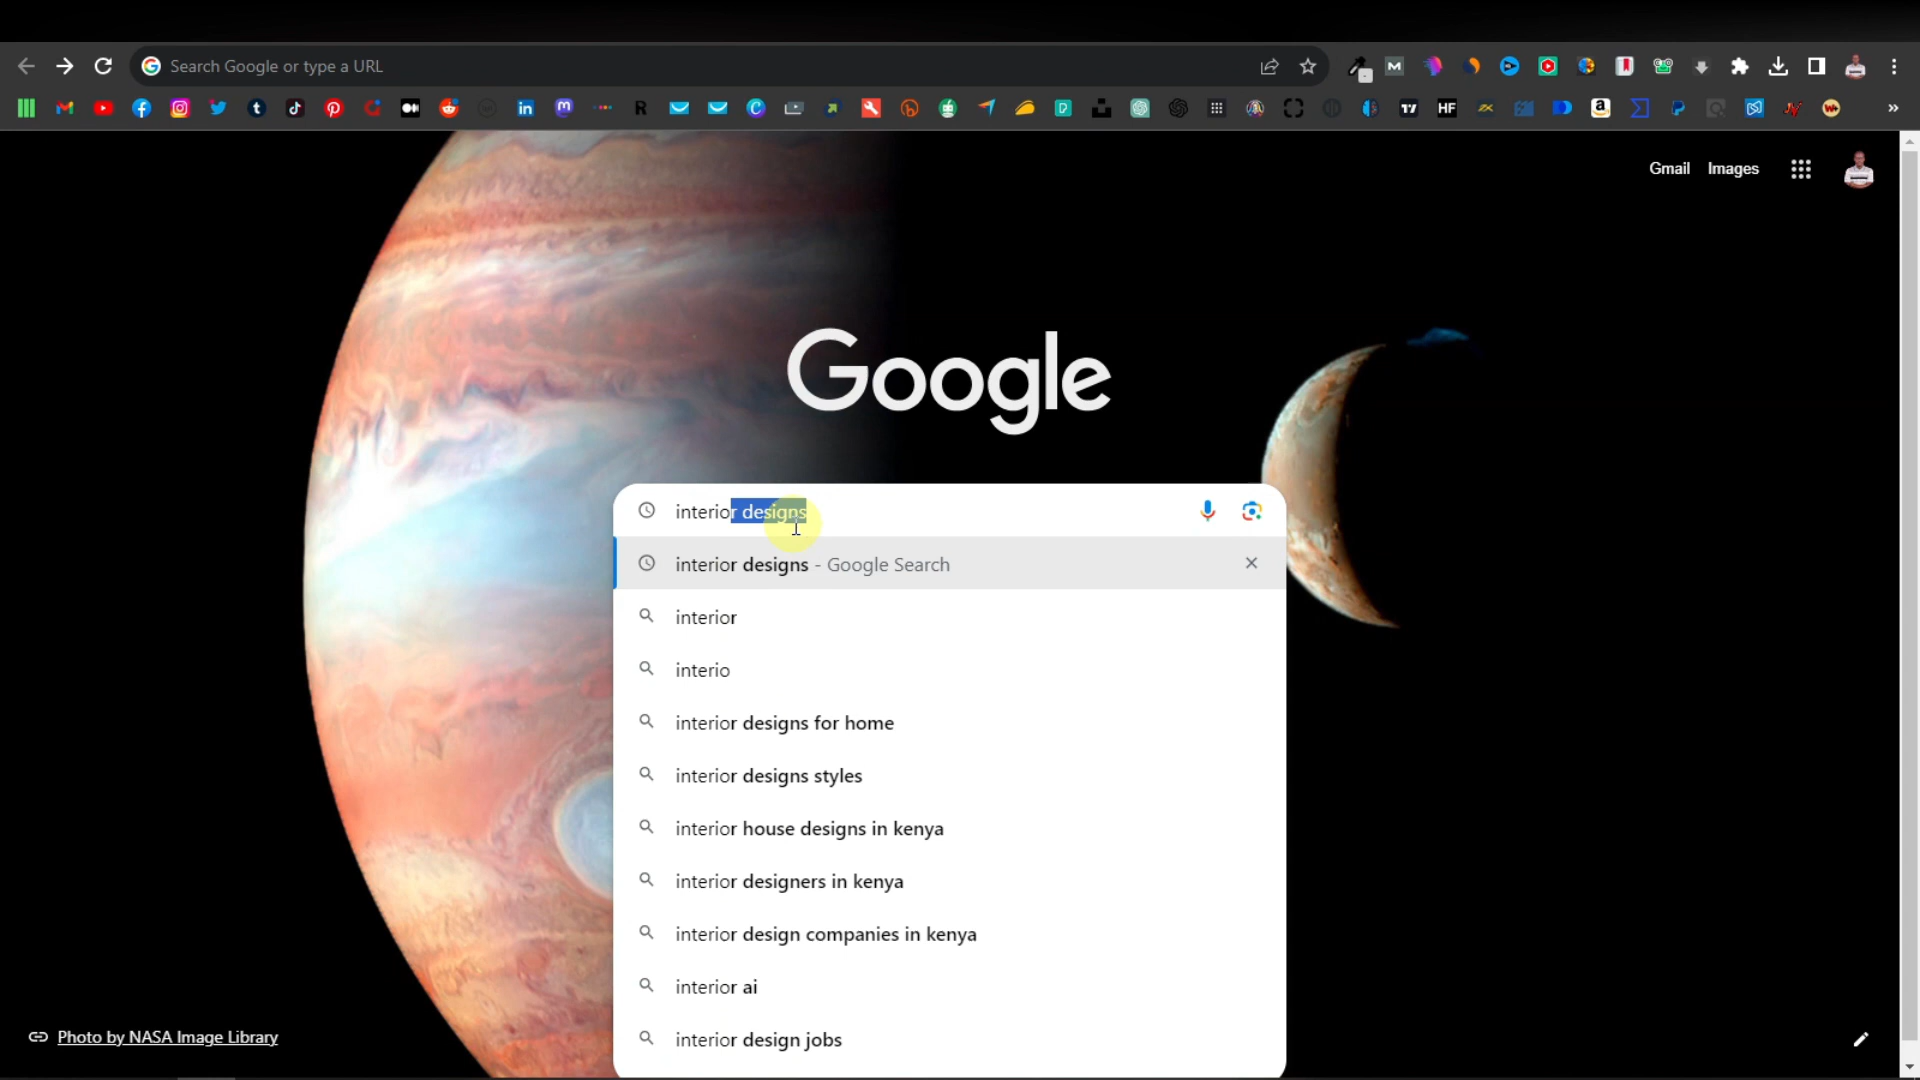 Search Google or type a URL
Gmail Images
Google
interior designs
interior designs - Google Search
interior
interio
interior designs for home
interior designs styles
interior house designs in kenya
interior designers in kenya
interior design companies in kenya
interior ai
interior design jobs
Photo by NASA Image Library